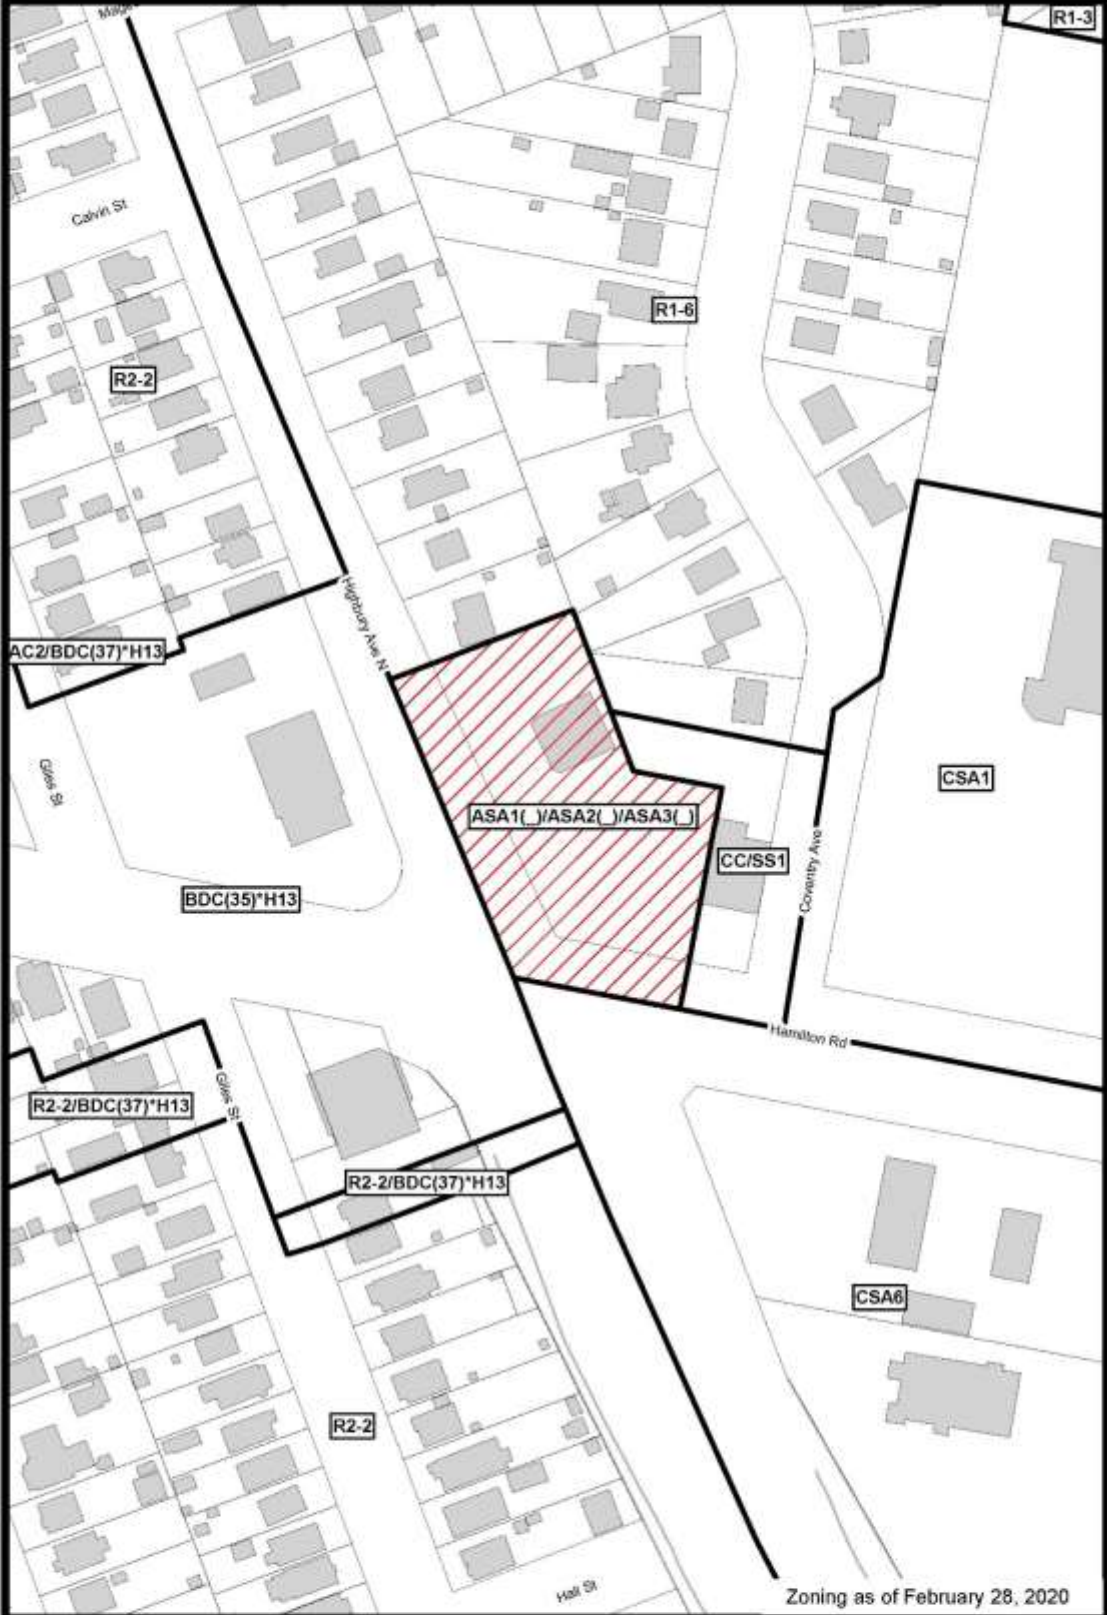 R1-3
Calvin St
R1-6
R2-2
Highbury Ave N
AC2/BDC(37)*H13
Giles St
CSA1
ASA1(_)/ASA2(_)/ASA3(_)
CC/SS1
Coventry Ave
BDC(35)*H13
Hamilton Rd
R2-2/BDC(37)*H13
Giles St
R2-2/BDC(37)*H13
CSA6
R2-2
Hall St
Zoning as of February 28, 2020